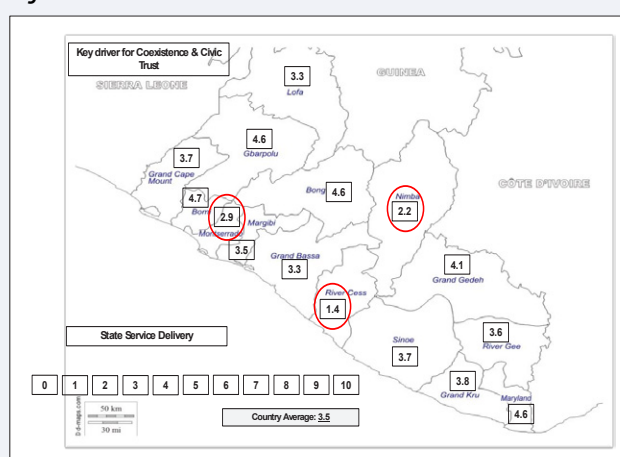 Key driver for Coexistence & Civic
Trust
SIERRA LEONE
GUINEA
CÔTE D'IVOIRE
3.3
Lofa
4.6
Gbarpolu
3.7
Grand Cape
Mount
4.7
Bomi
2.9
Montserrado
Margibi
3.5
Bong
4.6
Nimba
2.2
Grand Bassa
3.3
River Cess
1.4
4.1
Grand Gedeh
Sinoe
3.7
3.6
River Gee
3.8
Grand Kru
Maryland
4.6
State Service Delivery
0 1 2 3 4 5 6 7 8 9 10
50 km
30 mi
© d-maps.com
Country Average: 3.5